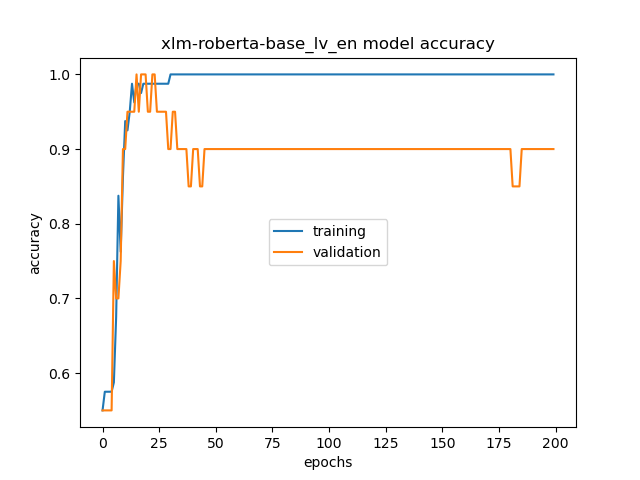 xlm-roberta-base_lv_en model accuracy
1.0
0.9
0.8
0.7
0.6
accuracy
training
validation
0 25 50 75 100 125 150 175 200
epochs